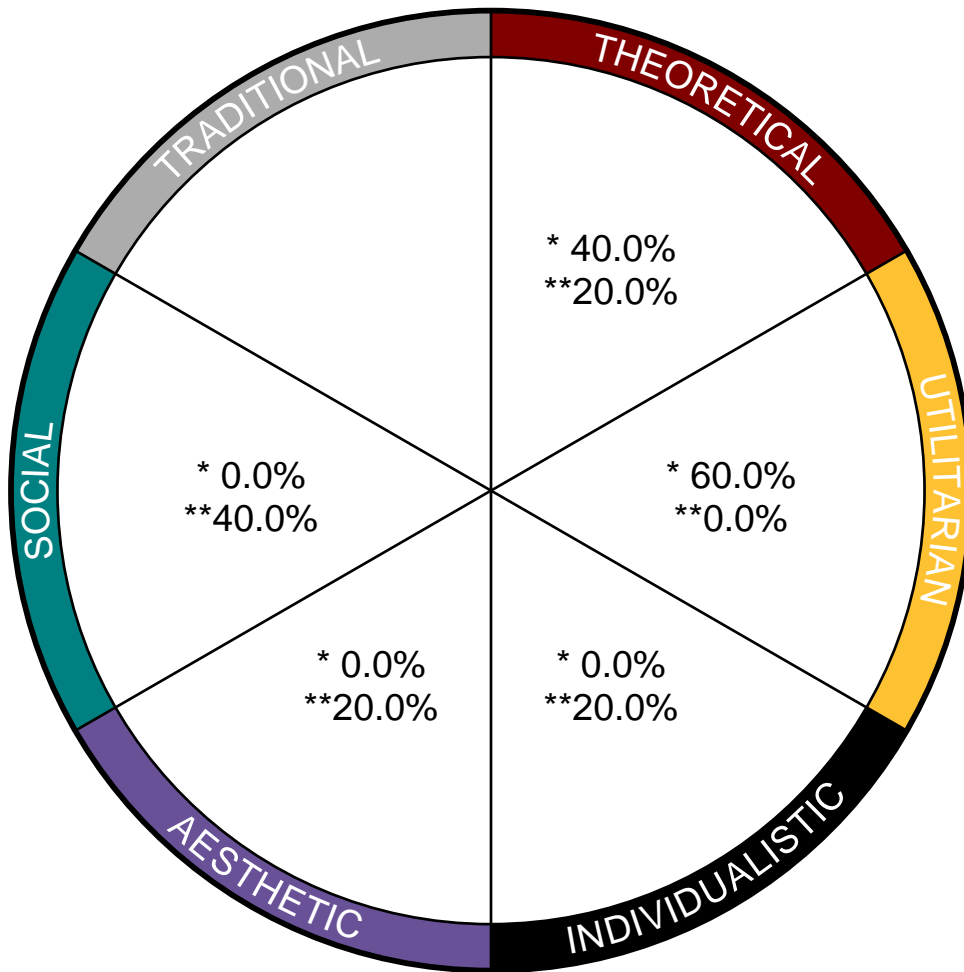 TRADITIONAL
THEORETICAL
* 40.0%
**20.0%
UTILITARIAN
* 60.0%
**0.0%
SOCIAL
* 0.0%
**40.0%
* 0.0%
**20.0%
* 0.0%
**20.0%
AESTHETIC
INDIVIDUALISTIC